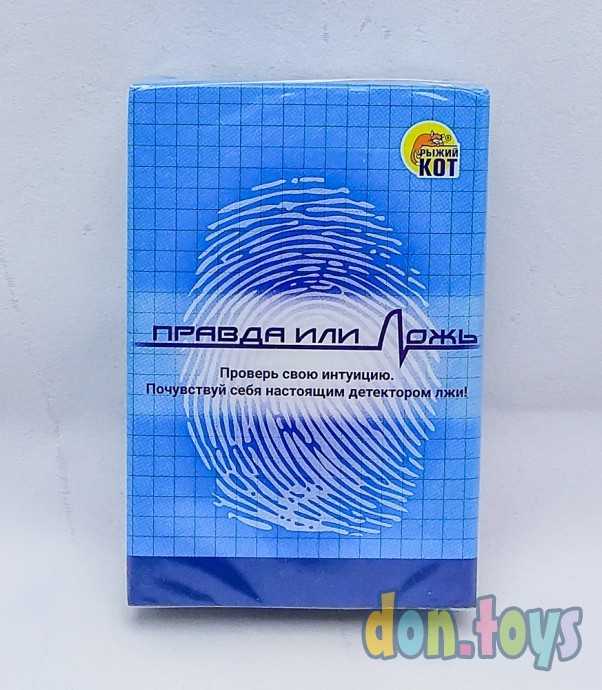 РЫЖИЙ
КОТ
ПРАВДА ИЛИ ЛОЖЬ
Проверь свою интуицию.
Почувствуй себя настоящим детектором лжи!
don.toys